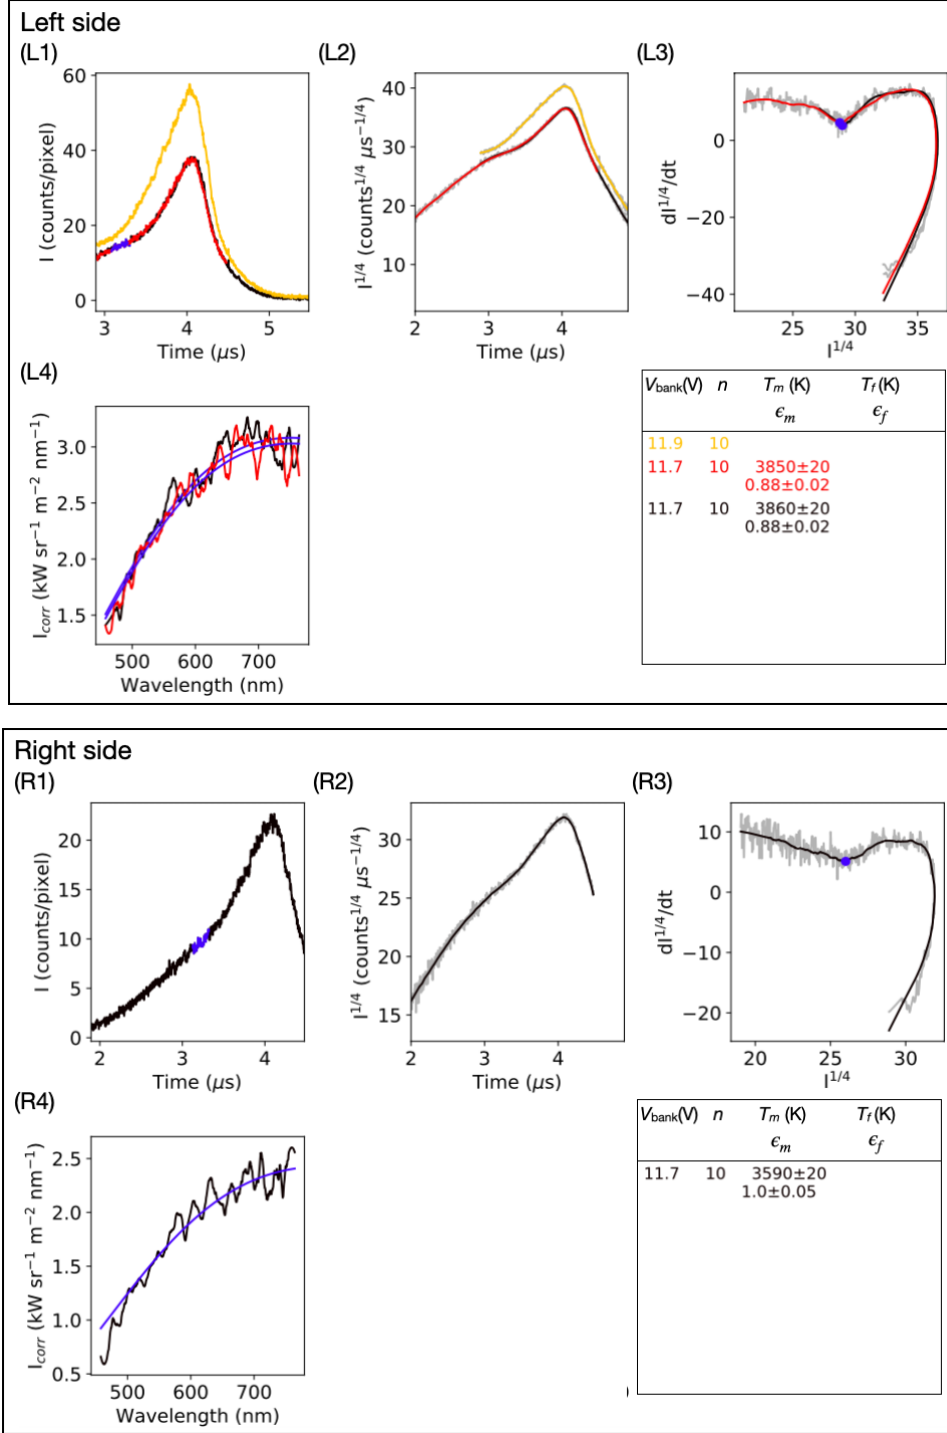 Left side
(L1)
(L2)
(L3)
60
40
20
0
I (counts/pixel)
3 4 5
Time (μs)
40
30
20
10
I^1/4 (counts^1/4 μs^−1/4)
2 3 4
Time (μs)
0
−20
−40
dI^1/4/dt
25 30 35
I^1/4
(L4)
3.0
2.5
2.0
1.5
I_corr (kW sr^−1 m^−2 nm^−1)
500 600 700
Wavelength (nm)
V_bank(V) n T_m (K) T_f (K)
ϵ_m ϵ_f
11.9 10
11.7 10 3850±20
0.88±0.02
11.7 10 3860±20
0.88±0.02
Right side
(R1)
(R2)
(R3)
20
15
10
5
0
I (counts/pixel)
2 3 4
Time (μs)
30
25
20
15
I^1/4 (counts^1/4 μs^−1/4)
2 3 4
Time (μs)
10
0
−10
−20
dI^1/4/dt
20 25 30
I^1/4
(R4)
2.5
2.0
1.5
1.0
0.5
I_corr (kW sr^−1 m^−2 nm^−1)
500 600 700
Wavelength (nm)
V_bank(V) n T_m (K) T_f (K)
ϵ_m ϵ_f
11.7 10 3590±20
1.0±0.05